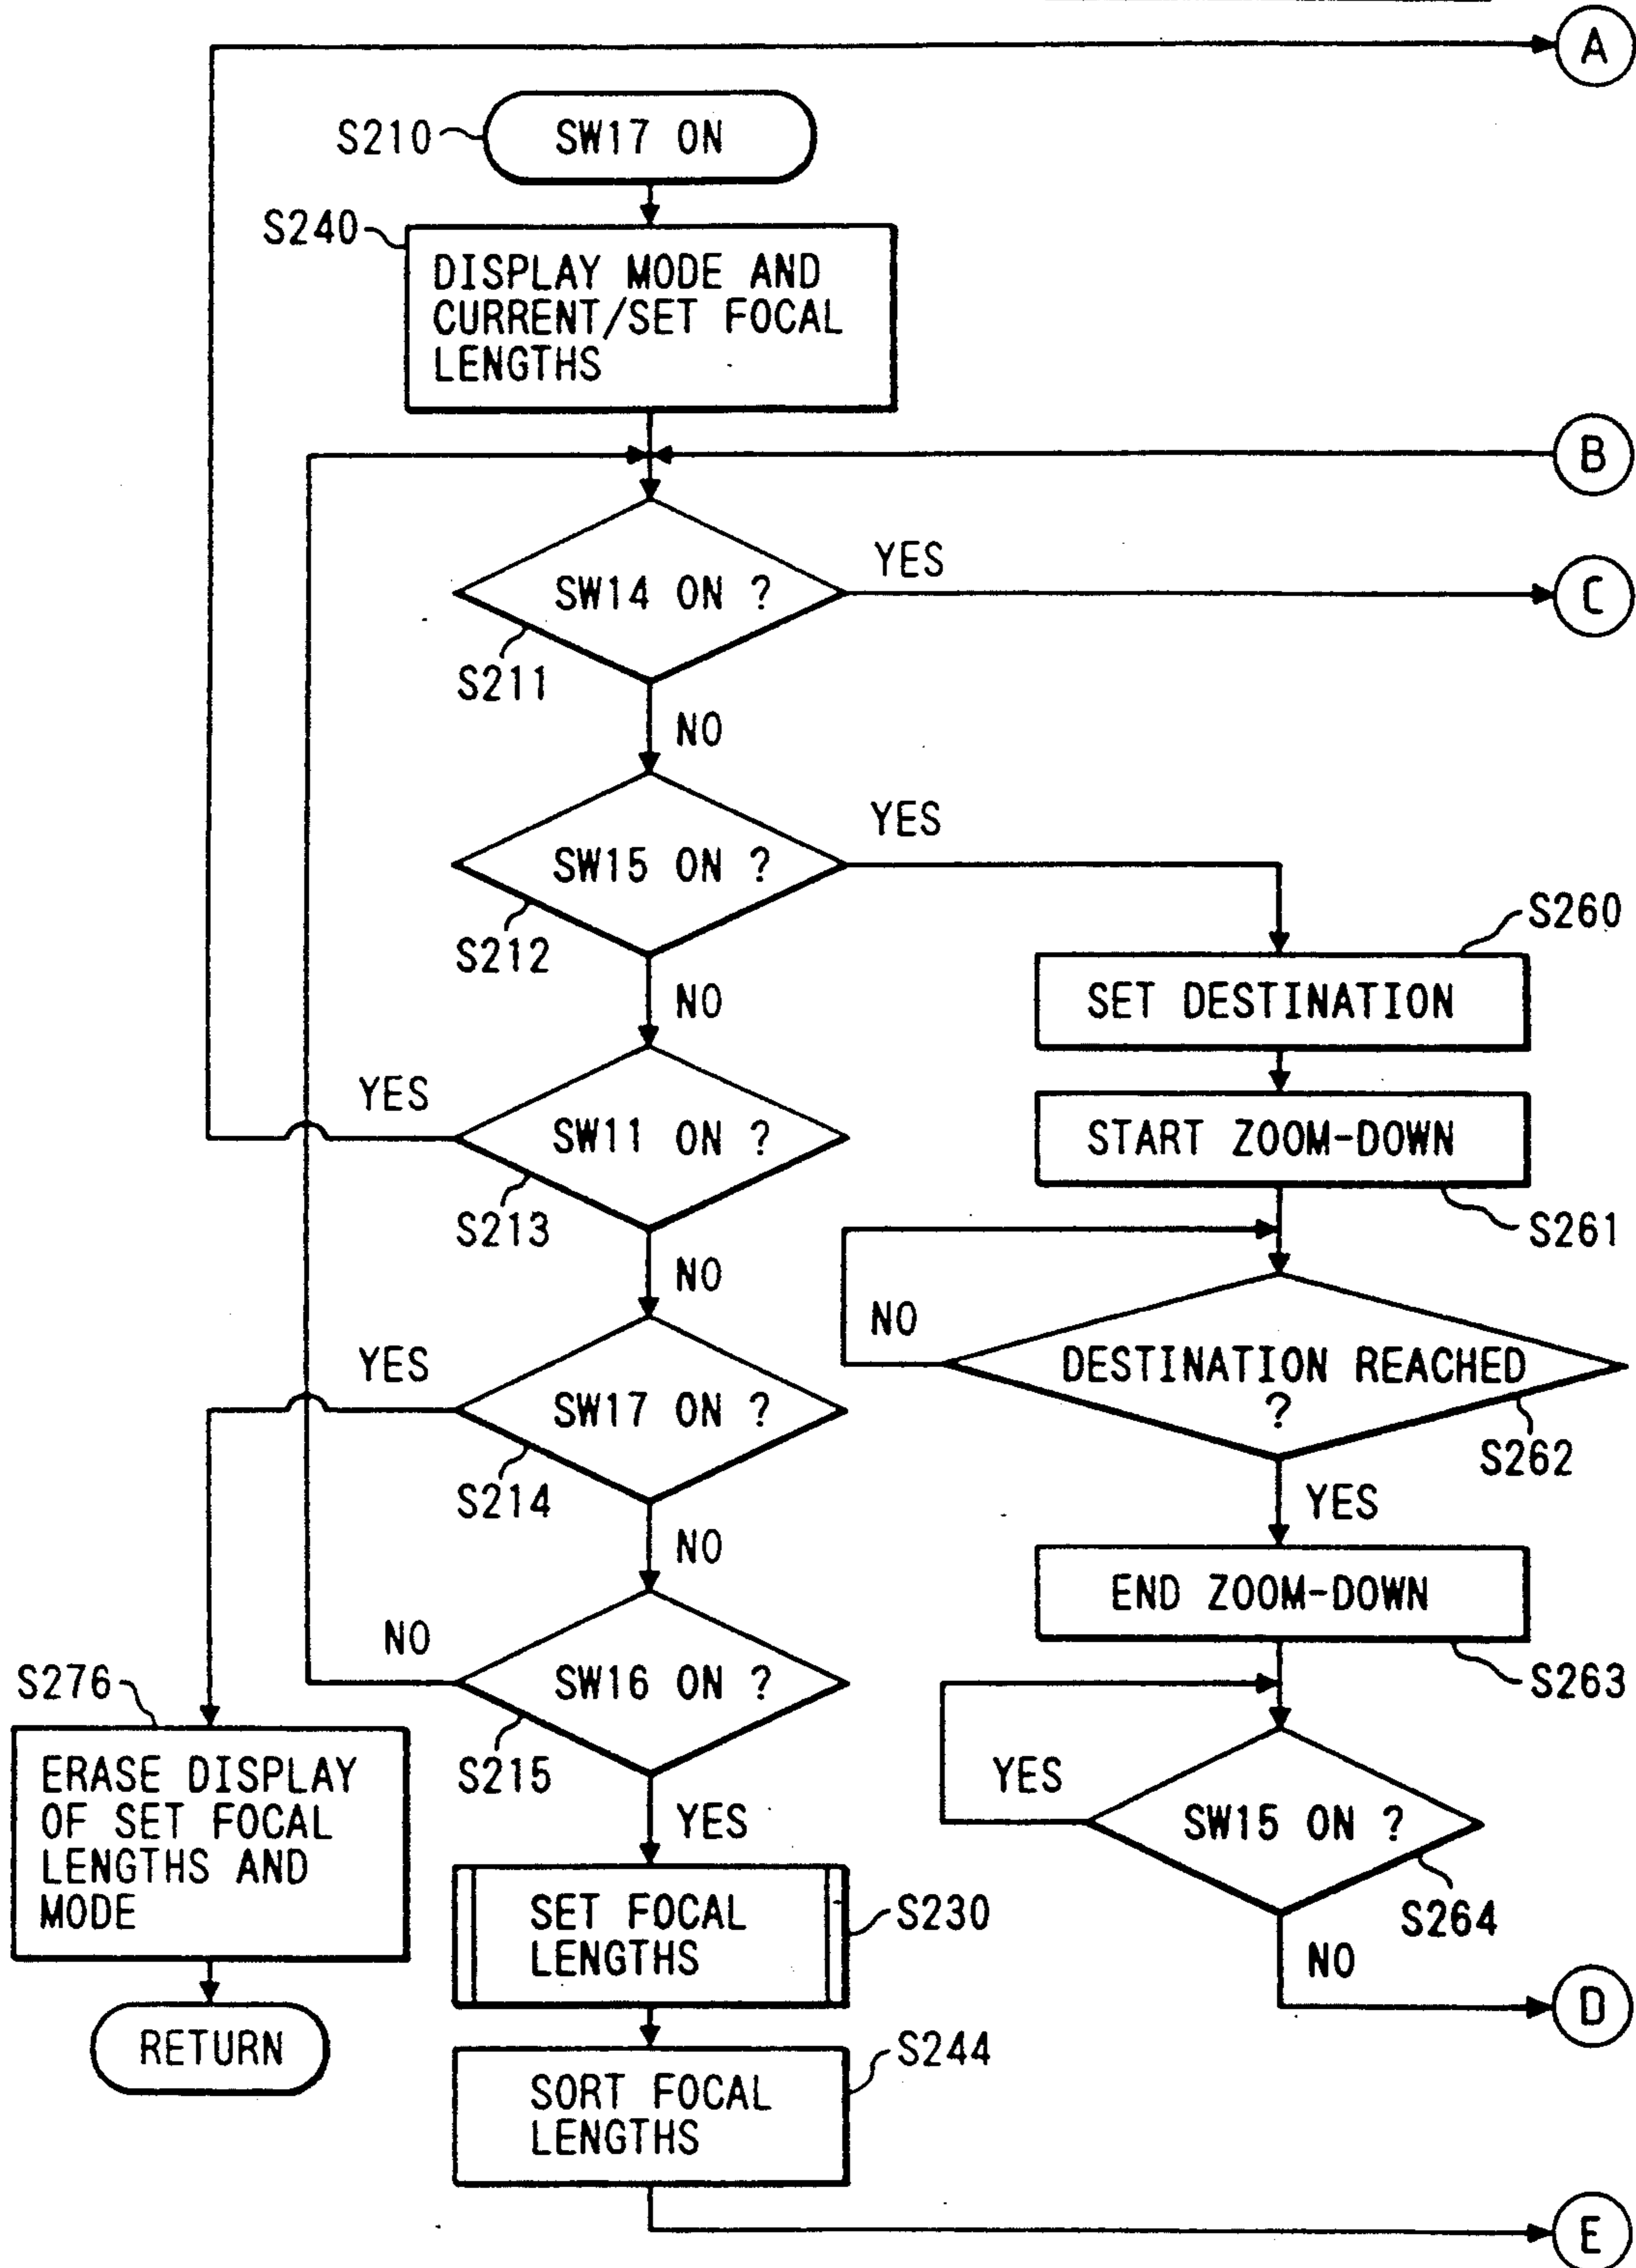 A
S210
SW17 ON
S240
DISPLAY MODE AND
CURRENT/SET FOCAL
LENGTHS
B
YES
SW14 ON ?
C
S211
NO
YES
SW15 ON ?
S260
S212
SET DESTINATION
NO
YES
SW11 ON ?
START ZOOM-DOWN
S213
S261
NO
NO
YES
DESTINATION REACHED
?
SW17 ON ?
S262
S214
YES
NO
END ZOOM-DOWN
NO
S276
SW16 ON ?
S263
S215
ERASE DISPLAY
OF SET FOCAL
LENGTHS AND
MODE
YES
YES
SW15 ON ?
S264
SET FOCAL
LENGTHS
S230
NO
D
RETURN
S244
SORT FOCAL
LENGTHS
E